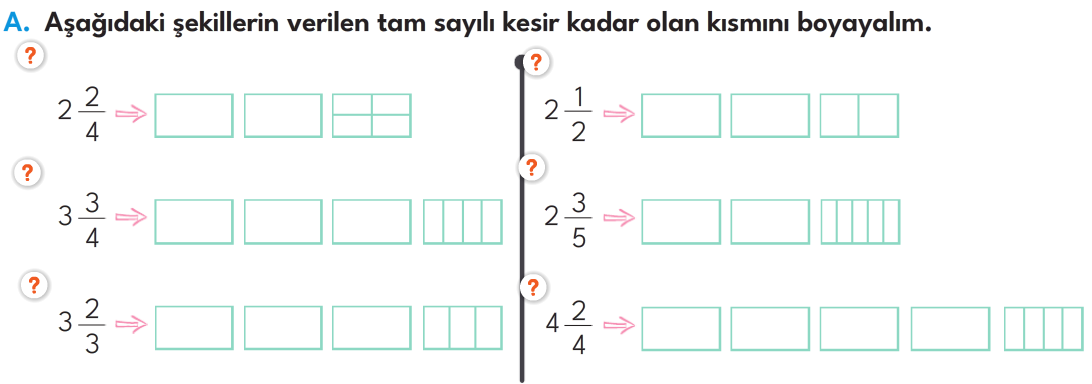 A. Aşağıdaki şekillerin verilen tam sayılı kesir kadar olan kısmını boyayalım.
? ?
2 2/4 ⇨ 2 1/2 ⇨
? ?
3 3/4 ⇨ 2 3/5 ⇨
? ?
3 2/3 ⇨ 4 2/4 ⇨